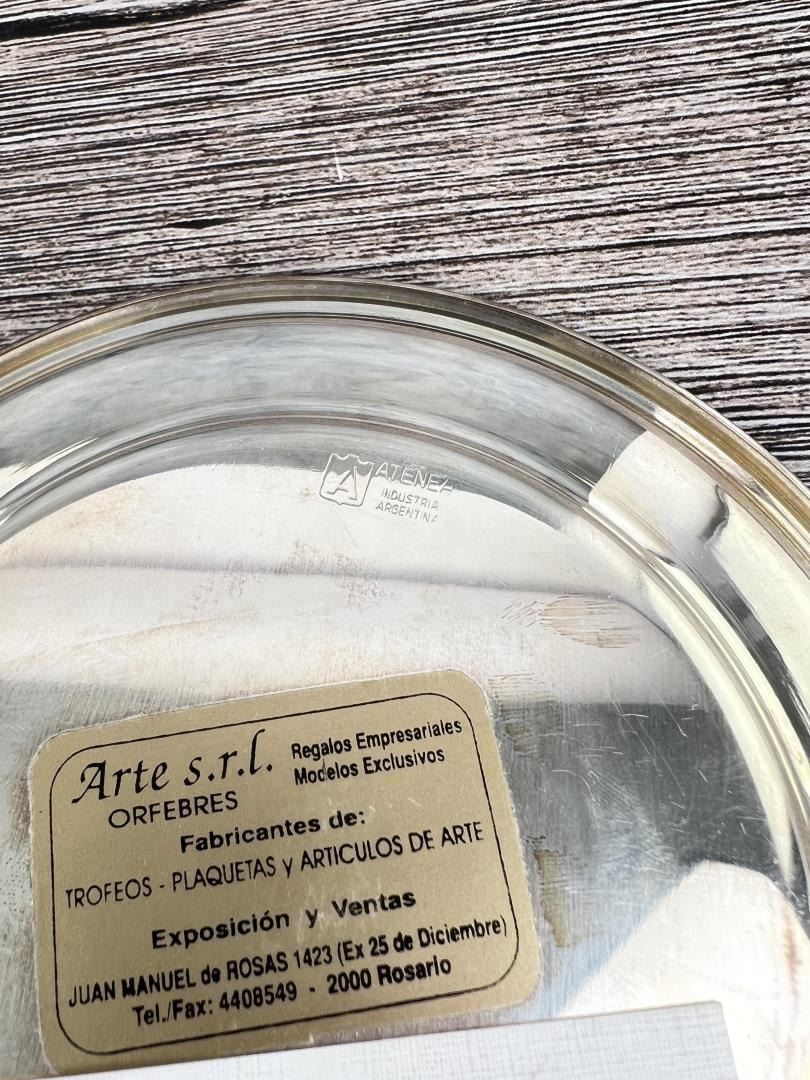 A ATENEA
INDUSTRIA
ARGENTINA
Arte s.r.l.
ORFEBRES
Regalos Empresariales
Modelos Exclusivos
Fabricantes de:
TROFEOS - PLAQUETAS y ARTICULOS DE ARTE
Exposición y Ventas
JUAN MANUEL de ROSAS 1423 (Ex 25 de Diciembre)
Tel./Fax: 4408549 - 2000 Rosario